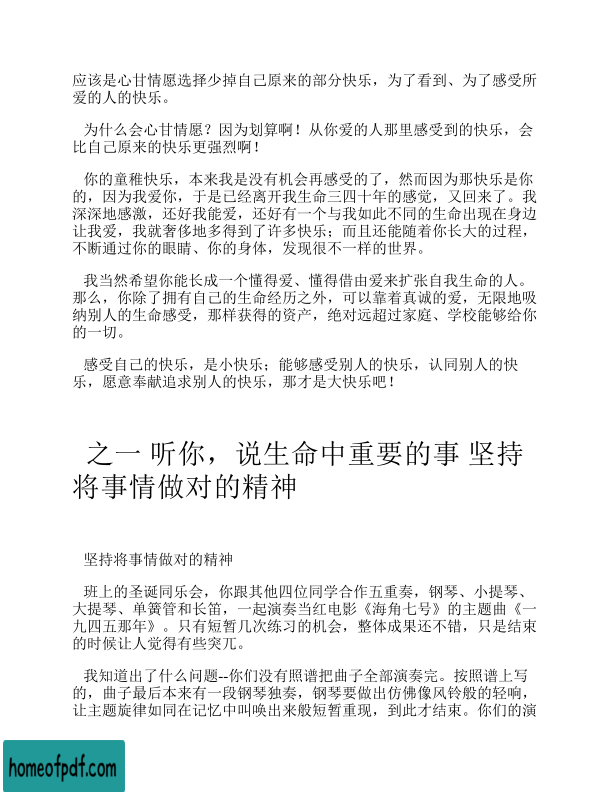 应该是心甘情愿选择少掉自己原来的部分快乐，为了看到、为了感受所
爱的人的快乐。
为什么会心甘情愿？因为划算啊！从你爱的人那里感受到的快乐，会
比自己原来的快乐更强烈啊！
你的童稚快乐，本来我是没有机会再感受的了，然而因为那快乐是你
的，因为我爱你，于是已经离开我生命三四十年的感觉，又回来了。我
深深地感激，还好我能爱，还好有一个与我如此不同的生命出现在身边
让我爱，我就奢侈地多得到了许多快乐；而且还能随着你长大的过程，
不断通过你的眼睛、你的身体，发现很不一样的世界。
我当然希望你能长成一个懂得爱、懂得借由爱来扩张自我生命的人。
那么，你除了拥有自己的生命经历之外，可以靠着真诚的爱，无限地吸
纳别人的生命感受，那样获得的资产，绝对远超过家庭、学校能够给你
的一切。
感受自己的快乐，是小快乐；能够感受别人的快乐，认同别人的快
乐，愿意奉献追求别人的快乐，那才是大快乐吧！
之一 听你，说生命中重要的事 坚持
将事情做对的精神
坚持将事情做对的精神
班上的圣诞同乐会，你跟其他四位同学合作五重奏，钢琴、小提琴、
大提琴、单簧管和长笛，一起演奏当红电影《海角七号》的主题曲《一
九四五那年》。只有短暂几次练习的机会，整体成果还不错，只是结束
的时候让人觉得有些突兀。
我知道出了什么问题--你们没有照谱把曲子全部演奏完。按照谱上写
的，曲子最后本来有一段钢琴独奏，钢琴要做出仿佛像风铃般的轻响，
让主题旋律如同在记忆中叫唤出来般短暂重现，到此才结束。你们的演
homeofpdf.com